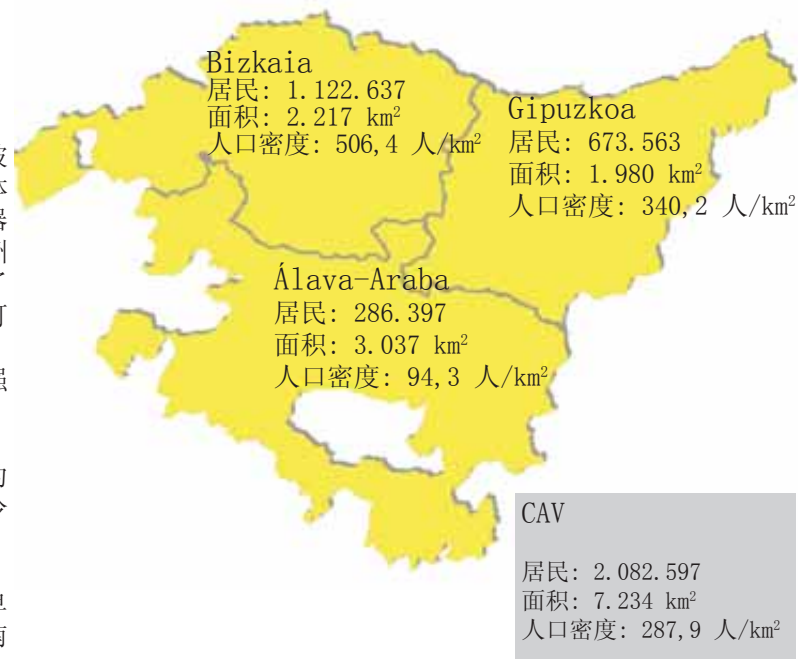 Bizkaia
居民: 1.122.637
面积: 2.217 km²
人口密度: 506,4 人/km²
Gipuzkoa
居民: 673.563
面积: 1.980 km²
人口密度: 340,2 人/km²
Álava-Araba
居民: 286.397
面积: 3.037 km²
人口密度: 94,3 人/km²
CAV
居民: 2.082.597
面积: 7.234 km²
人口密度: 287,9 人/km²